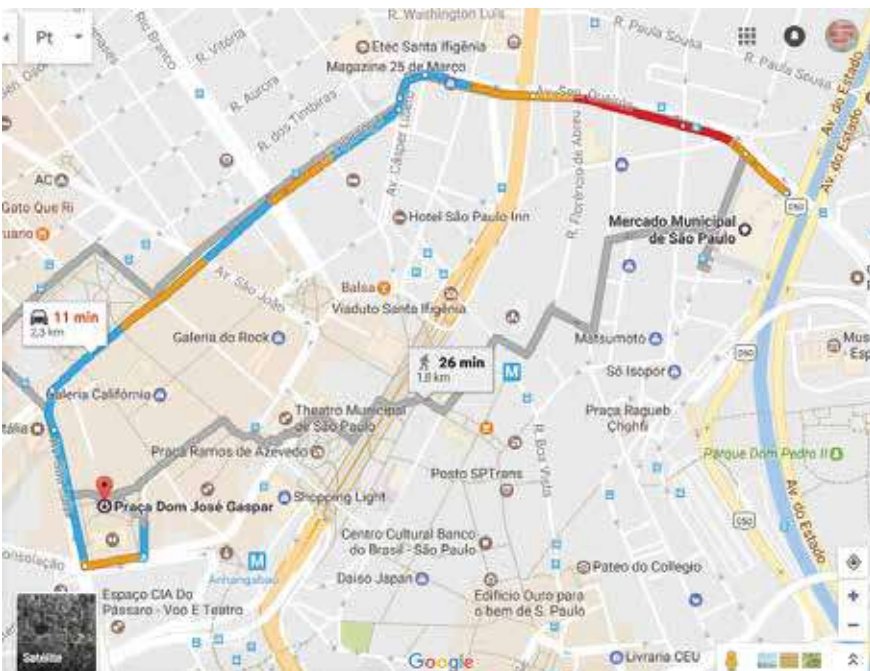 Pt
R. Washington Luís
Etec Santa Ifigênia
Magazine 25 de Março
R. Paula Sousa
R. Paula Sousa
Rio Branco
R. Vitória
R. Aurora
R. dos Timbiras
Av. Cásper Líbero
R. Florêncio de Abreu
Av. do Estado
Av. do Estado
AC
Gato Que Ri
Hotel São Paulo Inn
Mercado Municipal
de São Paulo
Av. São João
Balsa
Viaduto Santa Ifigênia
11 min
2,3 km
Galeria do Rock
26 min
1,8 km
M
Matsumoto
Só Isopor
Galeria Califórnia
Theatro Municipal
de São Paulo
Praça Ragueb
Chohfi
Praça Ramos de Azevedo
R. Boa Vista
Parque Dom Pedro II
Posto SPTrans
Praça Dom José Gaspar
Shopping Light
Av. do Estado
Centro Cultural Banco
do Brasil - São Paulo
M
Anhangabaú
Daiso Japan
Pateo do Collegio
Espaço CIA Do
Pássaro - Voo E Teatro
Edifício Ouro para
o bem de S. Paulo
Satélite
Google
Livraria CEU